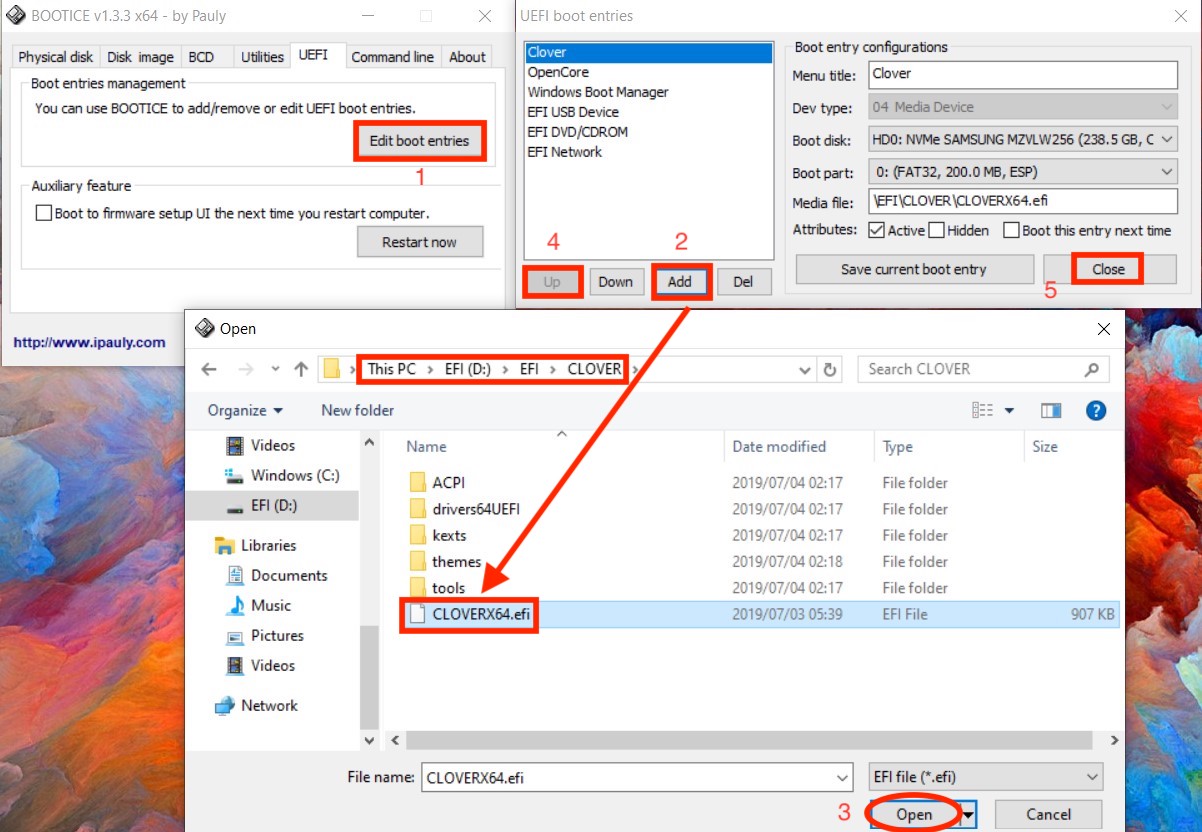 BOOTICE v1.3.3 x64 - by Pauly
Physical disk Disk image BCD Utilities UEFI Command line About
Boot entries management
You can use BOOTICE to add/remove or edit UEFI boot entries.
Edit boot entries
1
Auxiliary feature
Boot to firmware setup UI the next time you restart computer.
Restart now
http://www.ipauly.com
UEFI boot entries
Clover
OpenCore
Windows Boot Manager
EFI USB Device
EFI DVD/CDROM
EFI Network
4
2
Up Down Add Del
Boot entry configurations
Menu title: Clover
Dev type: 04 Media Device
Boot disk: HD0: NVMe SAMSUNG MZVLW256 (238.5 GB, C
Boot part: 0: (FAT32, 200.0 MB, ESP)
Media file: \EFI\CLOVER\CLOVERX64.efi
Attributes: Active Hidden Boot this entry next time
Save current boot entry Close
5
Open
This PC > EFI (D:) > EFI > CLOVER >
Search CLOVER
Organize New folder
?
Videos
Windows (C:)
EFI (D:)
Libraries
Documents
Music
Pictures
Videos
Network
Name Date modified Type Size
ACPI 2019/07/04 02:17 File folder
drivers64UEFI 2019/07/04 02:17 File folder
kexts 2019/07/04 02:17 File folder
themes 2019/07/04 02:18 File folder
tools 2019/07/04 02:17 File folder
CLOVERX64.efi 2019/07/03 05:39 EFI File 907 KB
File name: CLOVERX64.efi EFI file (*.efi)
3 Open Cancel